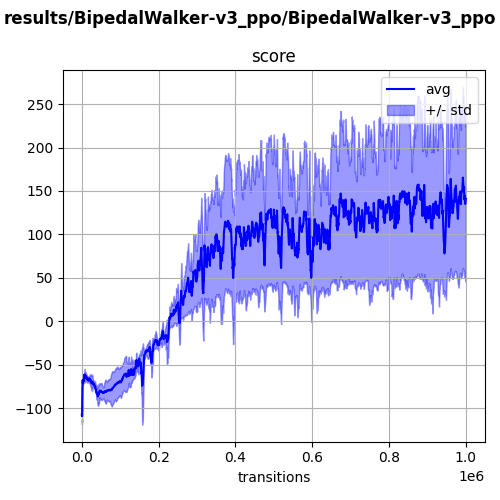 results/BipedalWalker-v3_ppo/BipedalWalker-v3_ppo
score
avg
+/- std
250
200
150
100
50
0
−50
−100
0.0 0.2 0.4 0.6 0.8 1.0
1e6
transitions